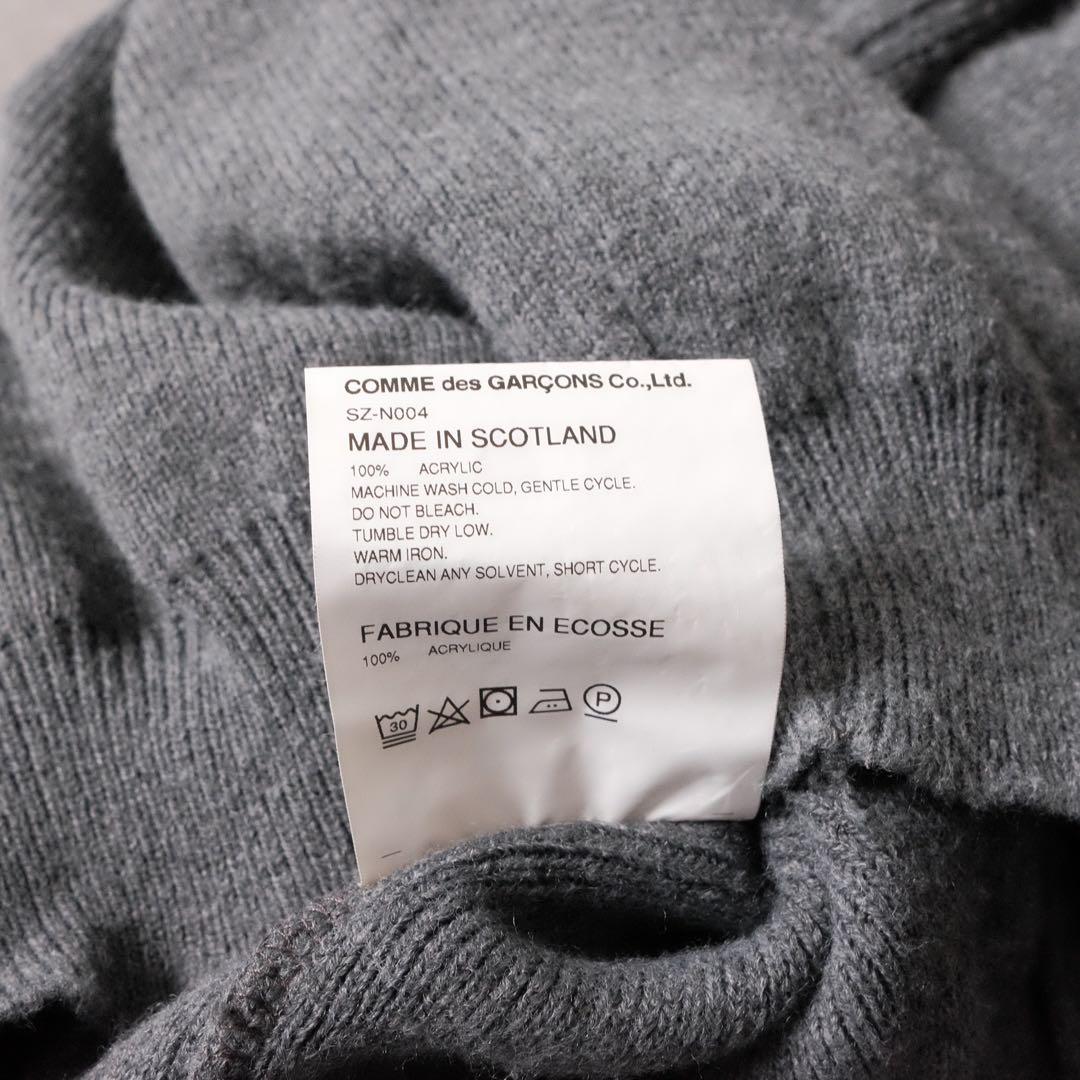 COMME des GARÇONS Co.,Ltd.
SZ-N004
MADE IN SCOTLAND
100% ACRYLIC
MACHINE WASH COLD, GENTLE CYCLE.
DO NOT BLEACH.
TUMBLE DRY LOW.
WARM IRON.
DRYCLEAN ANY SOLVENT, SHORT CYCLE.
FABRIQUE EN ECOSSE
100% ACRYLIQUE
30 P